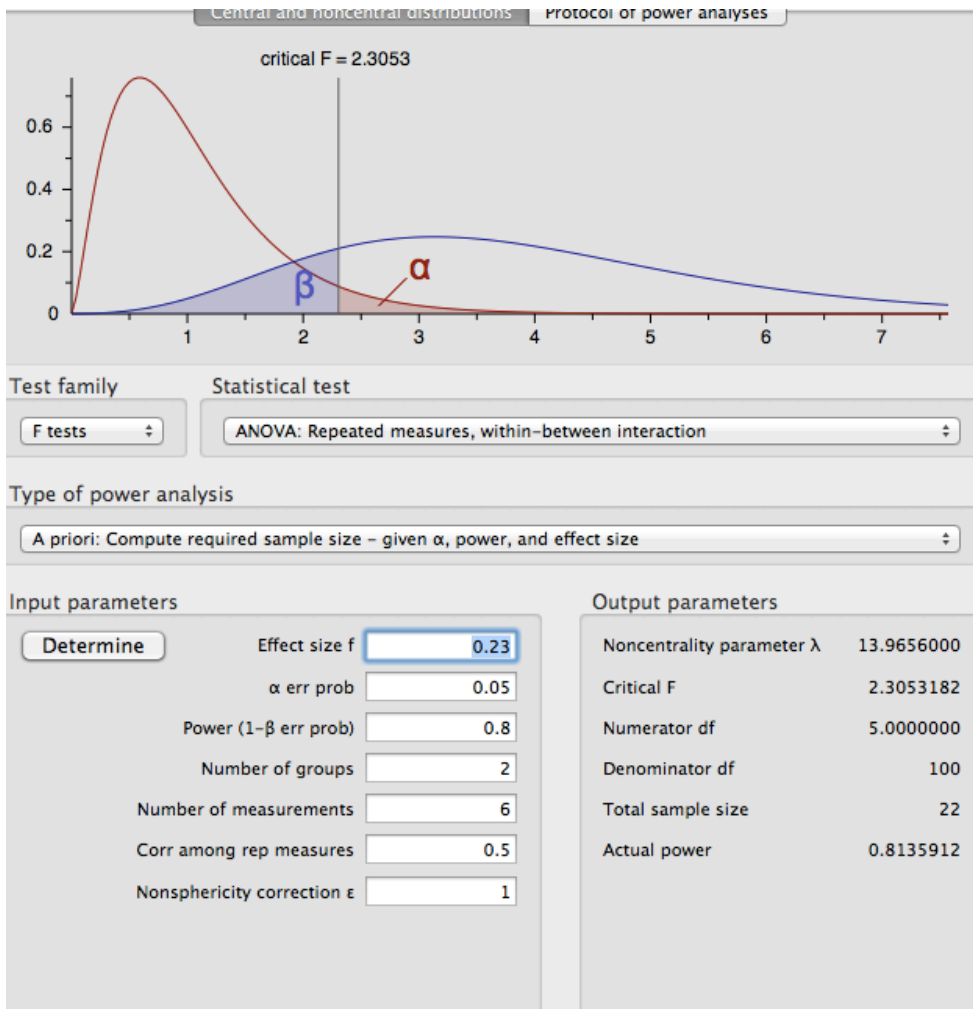 Central and noncentral distributions Protocol of power analyses
critical F = 2.3053
0.6
0.4
0.2
0
β
α
1 2 3 4 5 6 7
Test family Statistical test
F tests ANOVA: Repeated measures, within-between interaction
Type of power analysis
A priori: Compute required sample size – given α, power, and effect size
Input parameters Output parameters
Determine Effect size f 0.23 Noncentrality parameter λ 13.9656000
α err prob 0.05 Critical F 2.3053182
Power (1-β err prob) 0.8 Numerator df 5.0000000
Number of groups 2 Denominator df 100
Number of measurements 6 Total sample size 22
Corr among rep measures 0.5 Actual power 0.8135912
Nonsphericity correction ε 1